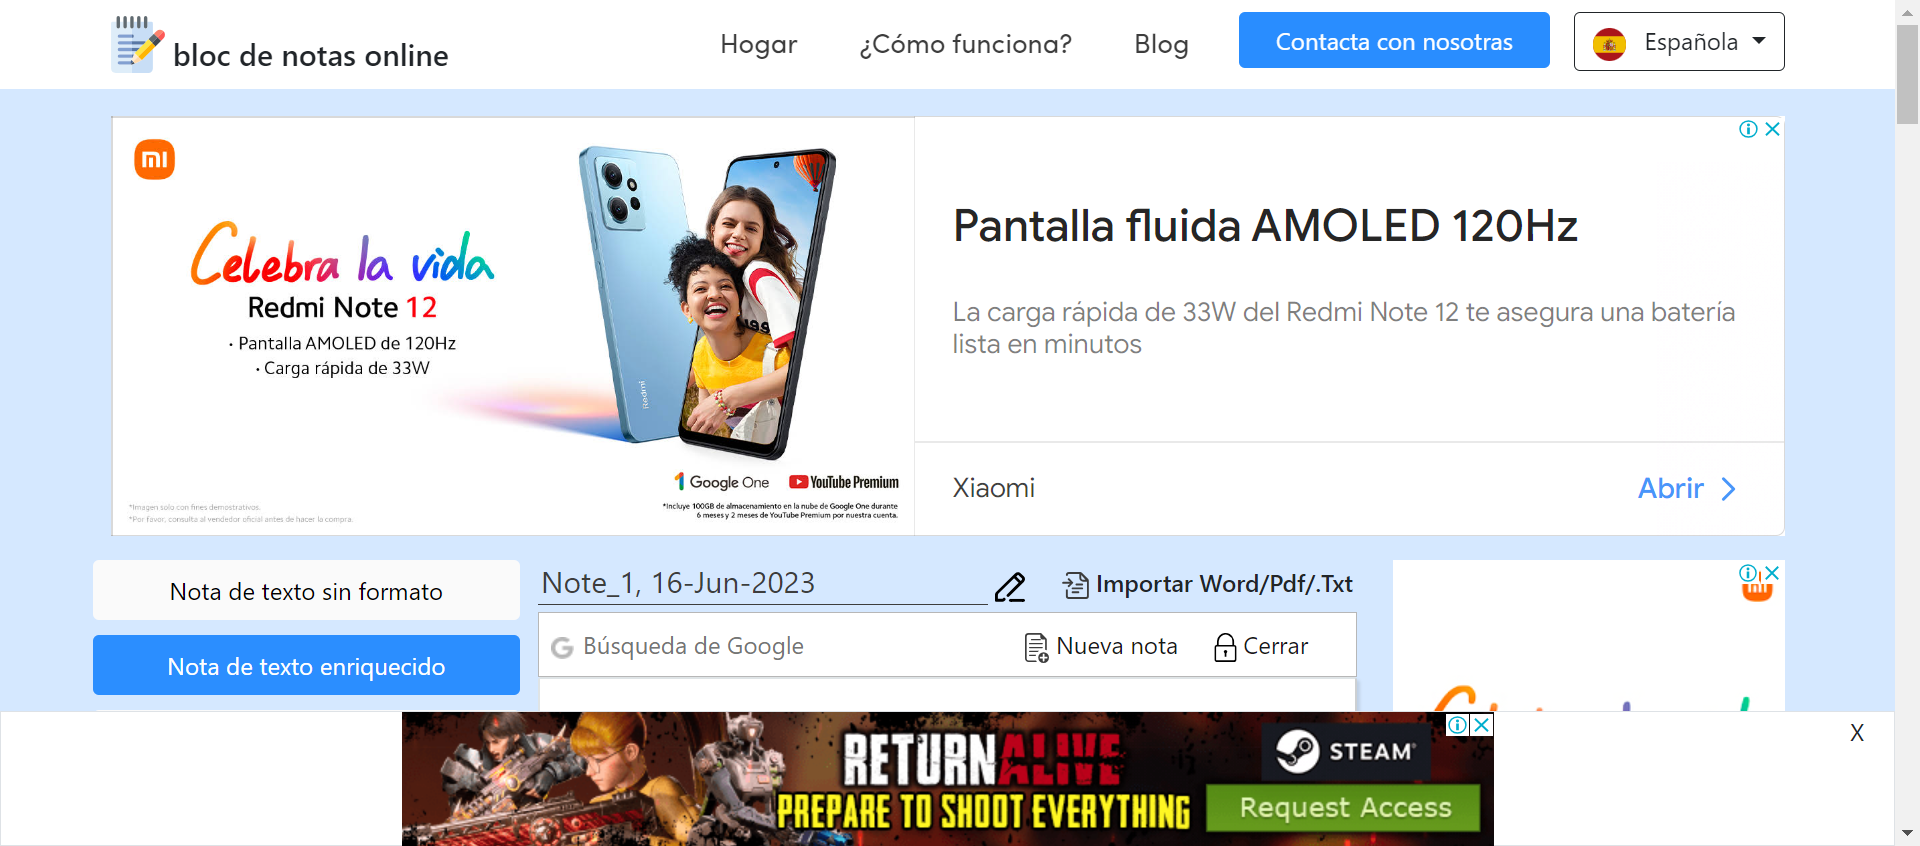 bloc de notas online
Hogar
¿Cómo funciona?
Blog
Contacta con nosotras
Española
mi
Celebra la vida
Redmi Note 12
· Pantalla AMOLED de 120Hz
· Carga rápida de 33W
Redmi
Google One
YouTube Premium
*Incluye 100GB de almacenamiento en la nube de Google One durante
6 meses y 2 meses de YouTube Premium por nuestra cuenta.
*Imagen solo con fines demostrativos.
*Por favor, consulta al vendedor oficial antes de hacer la compra.
Pantalla fluida AMOLED 120Hz
La carga rápida de 33W del Redmi Note 12 te asegura una batería
lista en minutos
Xiaomi
Abrir
Nota de texto sin formato
Nota de texto enriquecido
Note_1, 16-Jun-2023
Importar Word/Pdf/.Txt
Búsqueda de Google
Nueva nota
Cerrar
RETURN ALIVE
PREPARE TO SHOOT EVERYTHING
STEAM
Request Access
X